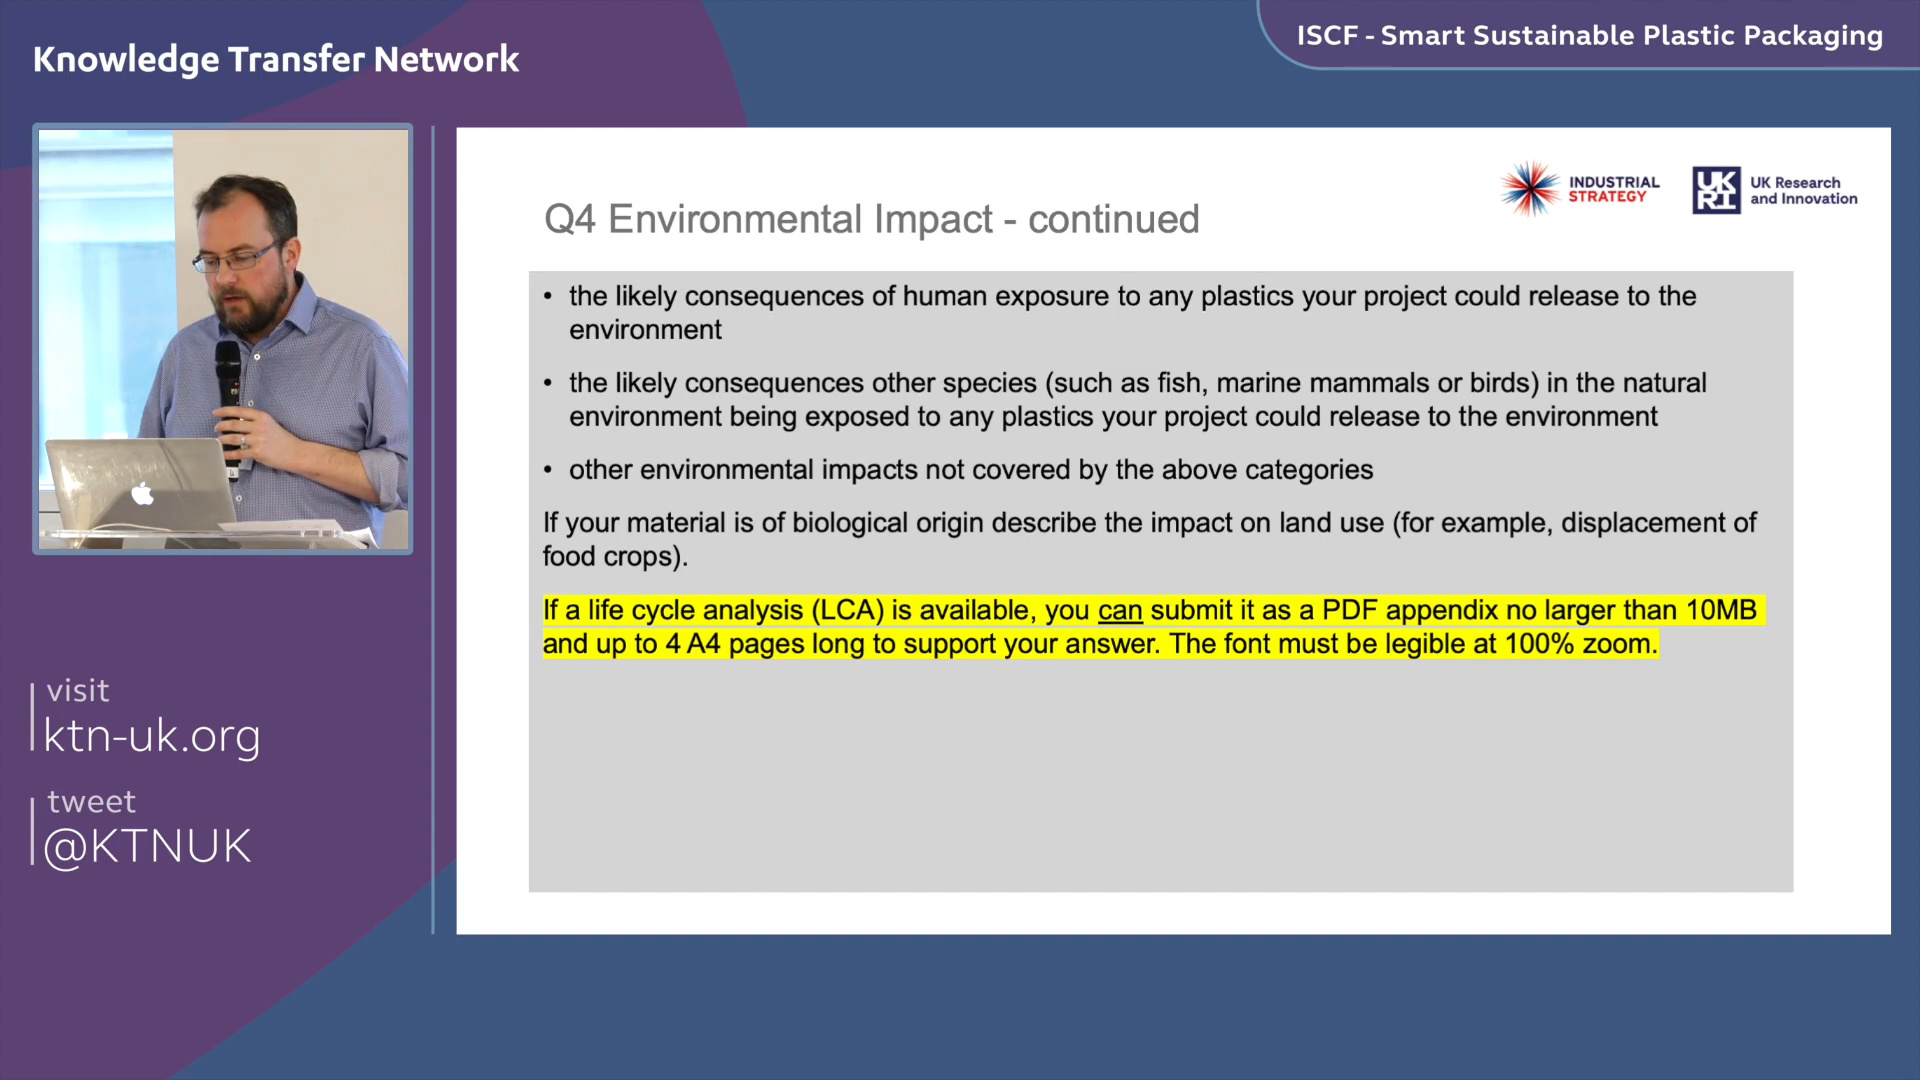 Knowledge Transfer Network
ISCF - Smart Sustainable Plastic Packaging
INDUSTRIAL
STRATEGY
UK
RI
UK Research
and Innovation
Q4 Environmental Impact - continued
• the likely consequences of human exposure to any plastics your project could release to the
environment
• the likely consequences other species (such as fish, marine mammals or birds) in the natural
environment being exposed to any plastics your project could release to the environment
• other environmental impacts not covered by the above categories
If your material is of biological origin describe the impact on land use (for example, displacement of
food crops).
If a life cycle analysis (LCA) is available, you can submit it as a PDF appendix no larger than 10MB
and up to 4 A4 pages long to support your answer. The font must be legible at 100% zoom.
visit
ktn-uk.org
tweet
@KTNUK